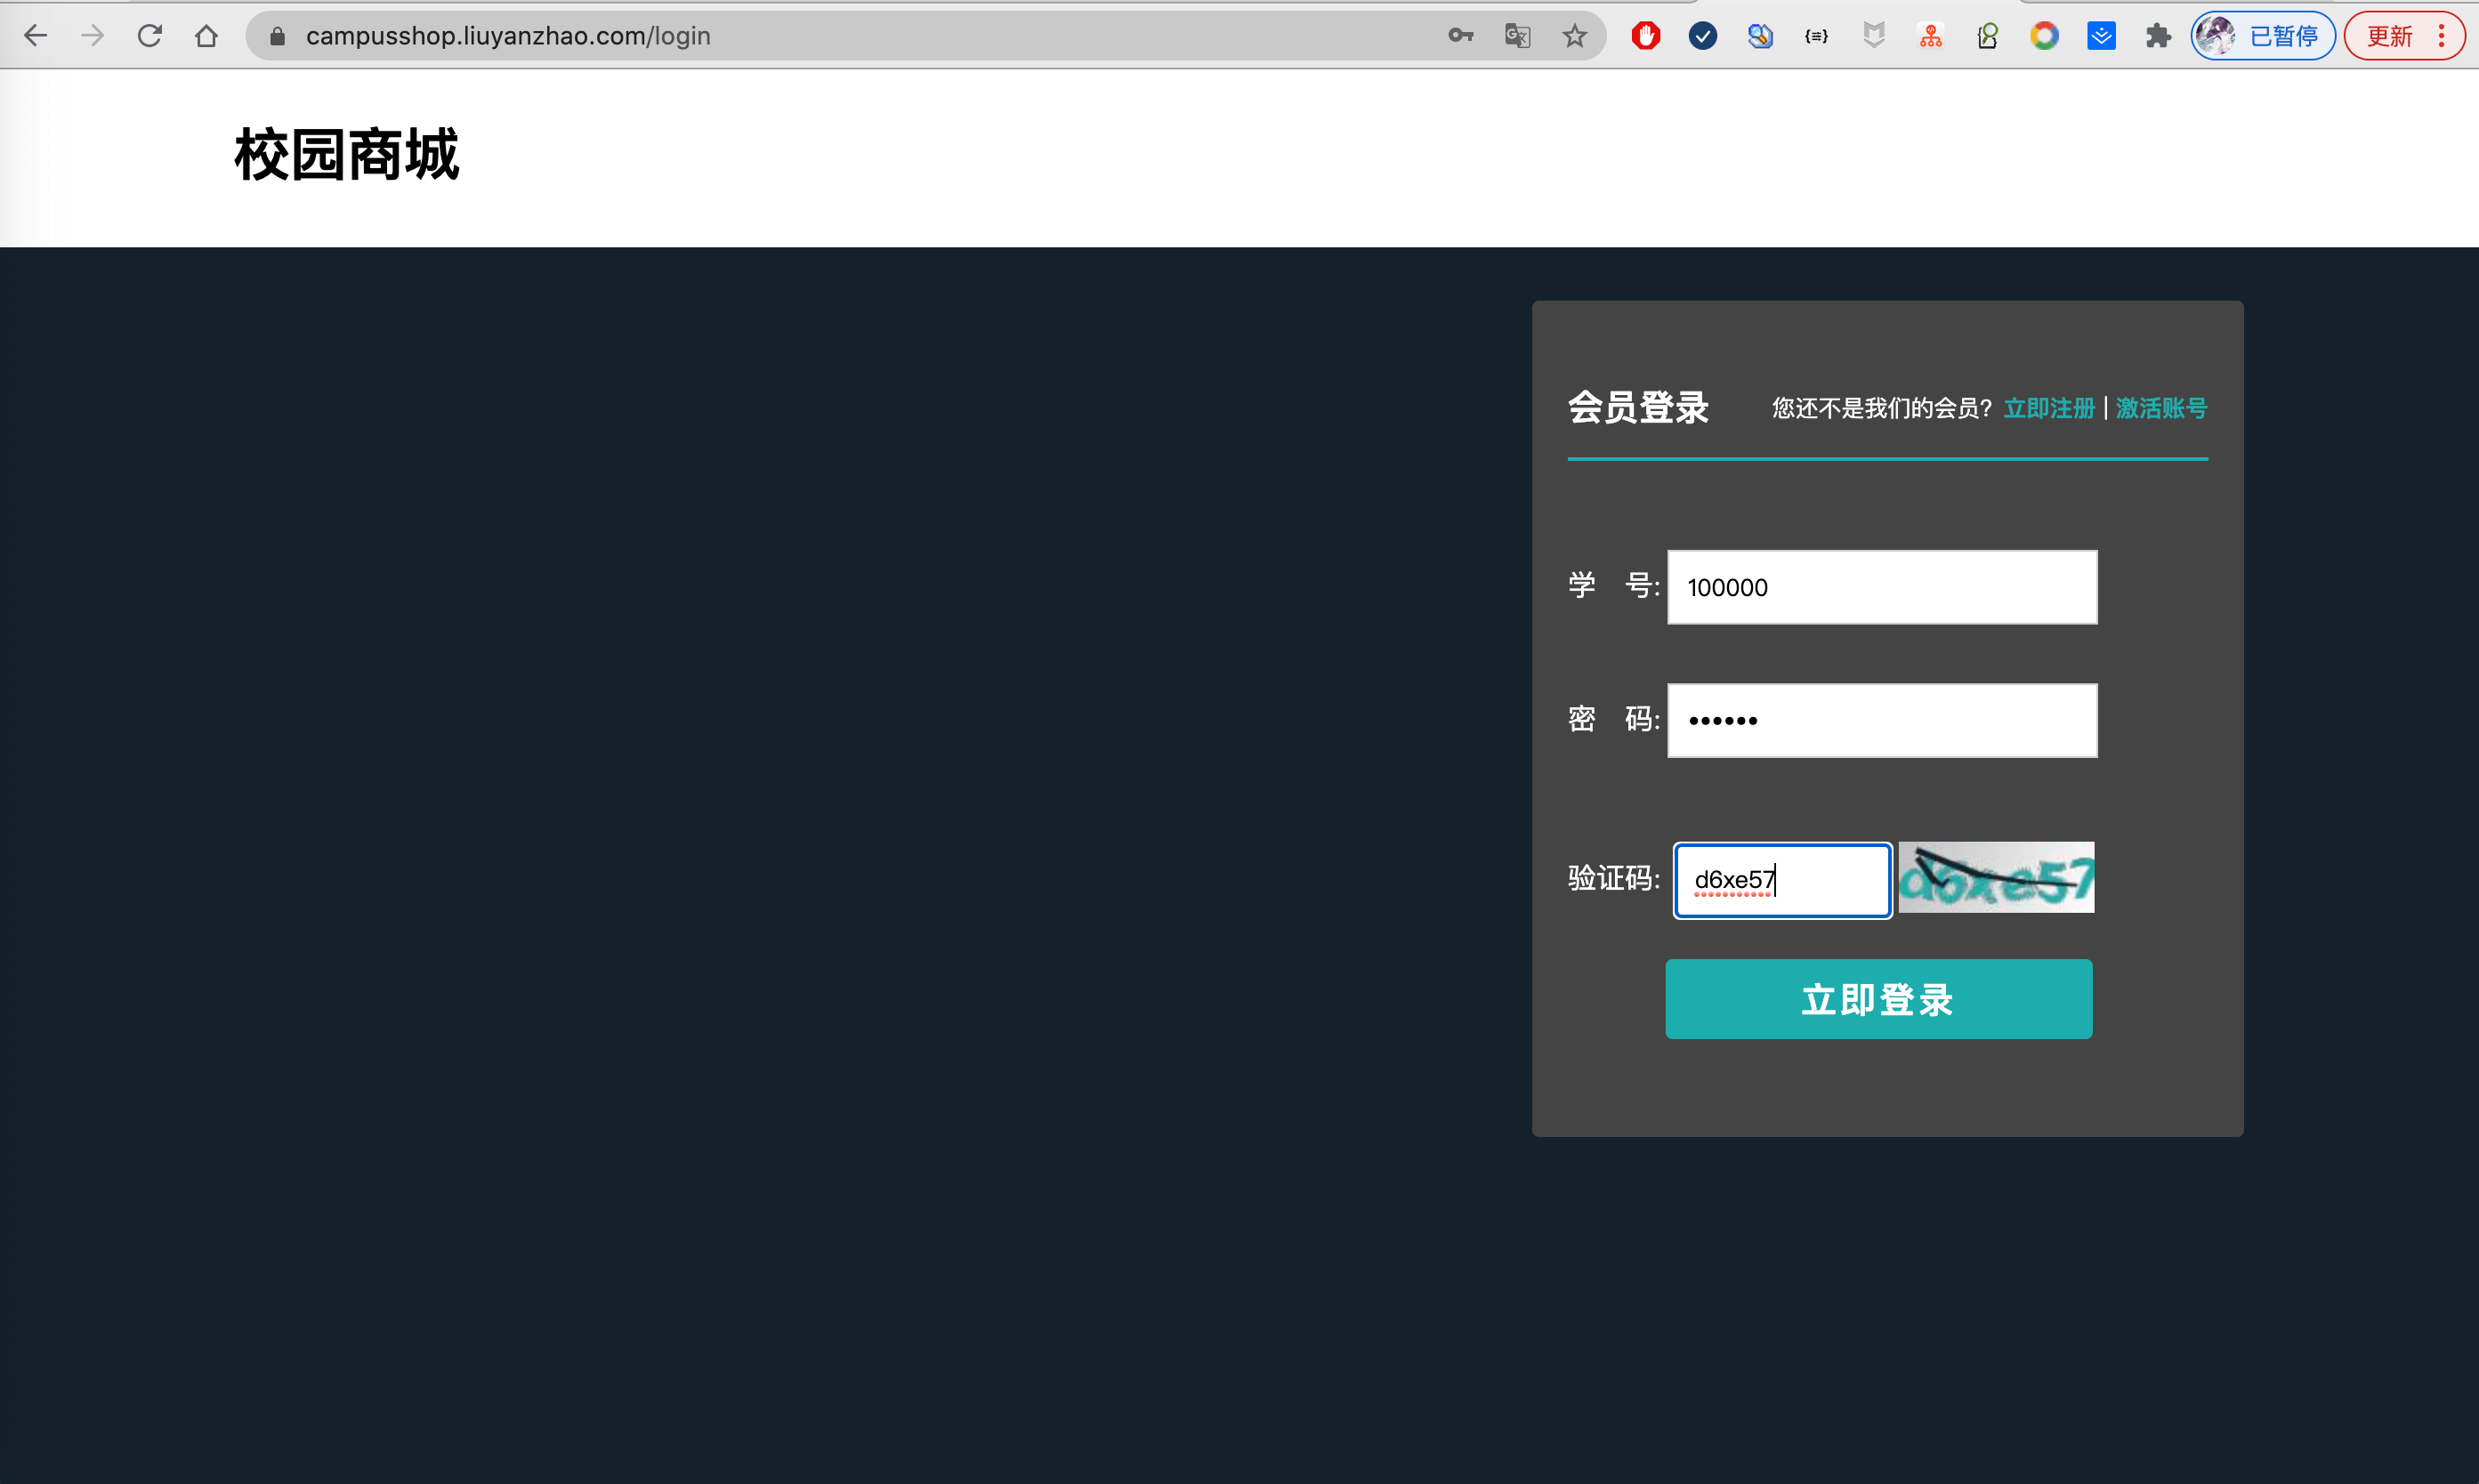 campusshop.liuyanzhao.com/login
已暂停
更新
校园商城
会员登录
您还不是我们的会员? 立即注册 | 激活账号
学 号: 100000
密 码: ••••••
验证码: d6xe57 d6xe57
立即登录